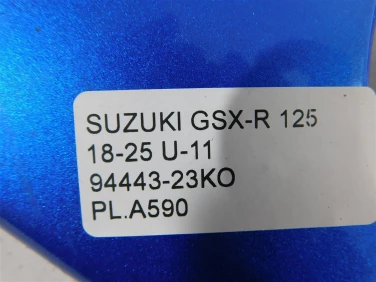 SUZUKI GSX-R 125
18-25 U-11
94443-23KO
PL.A590